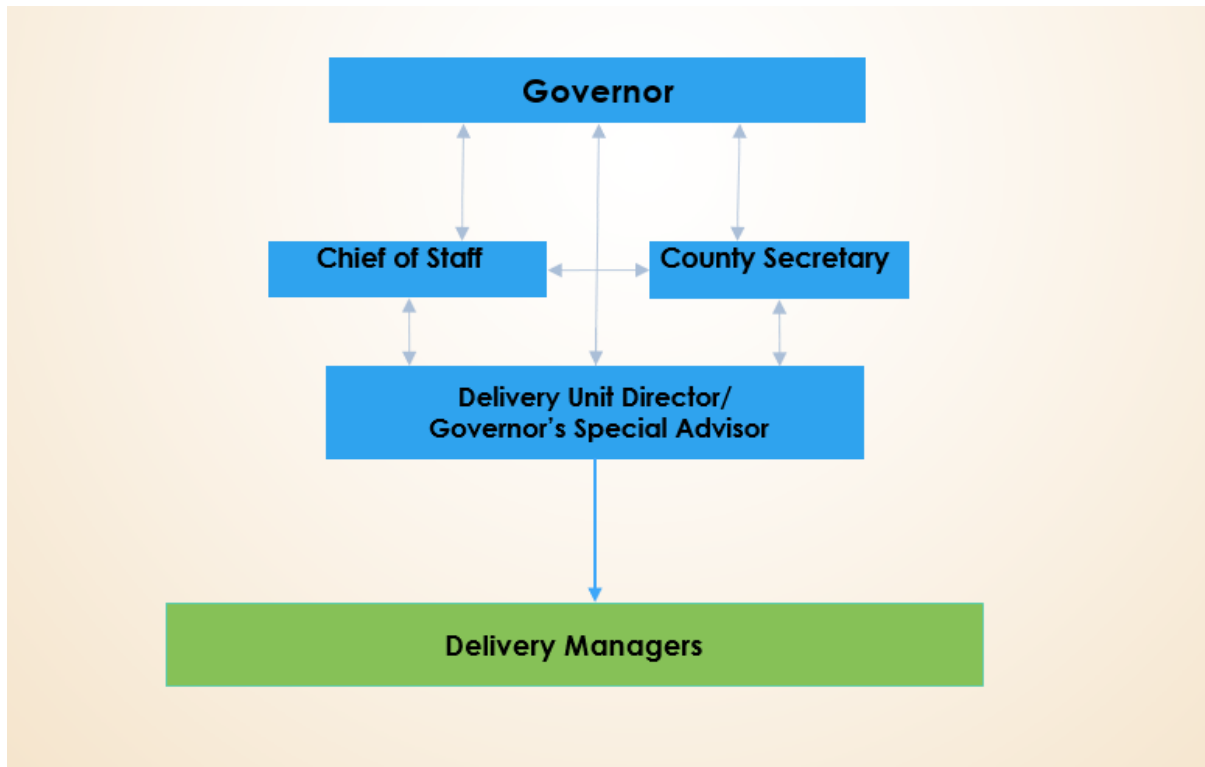 Governor
Chief of Staff
County Secretary
Delivery Unit Director/
Governor’s Special Advisor
Delivery Managers